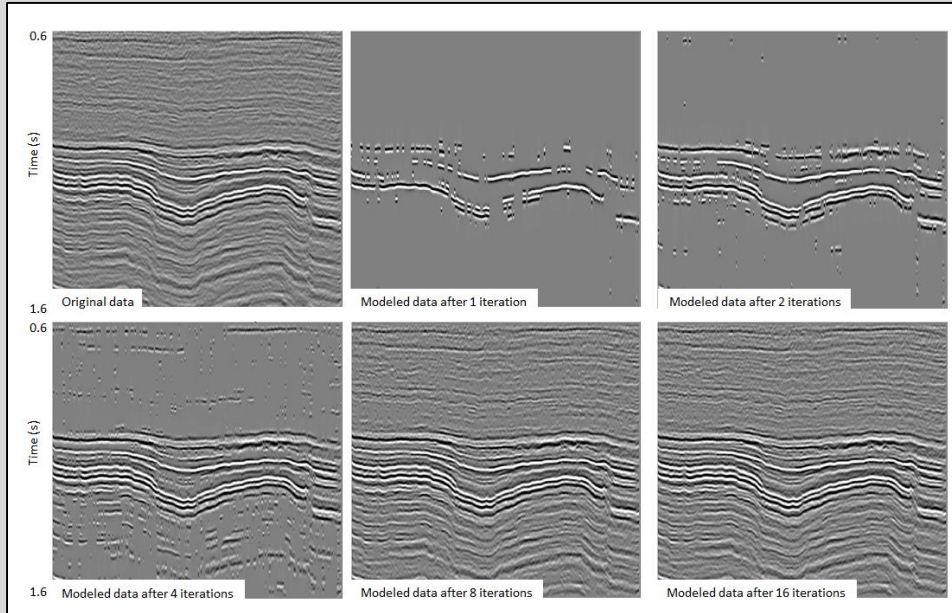 0.6
Time (s)
1.6
Original data
Modeled data after 1 iteration
Modeled data after 2 iterations
0.6
Time (s)
1.6
Modeled data after 4 iterations
Modeled data after 8 iterations
Modeled data after 16 iterations